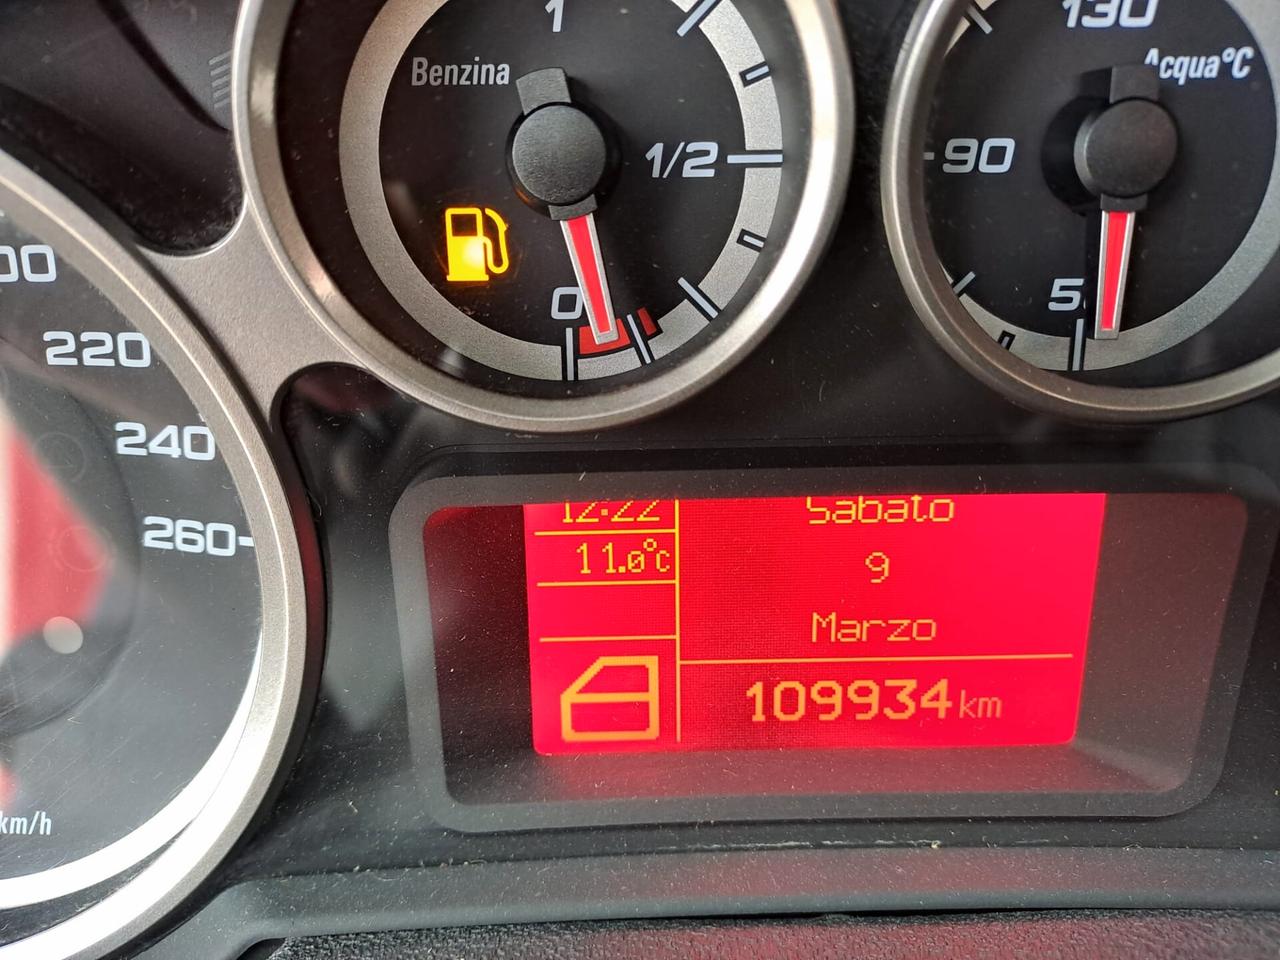 1
Benzina
1/2
0
130
Acqua°C
90
220
240
260
km/h
12:22
11.0°C
Sabato
9
Marzo
109934 km